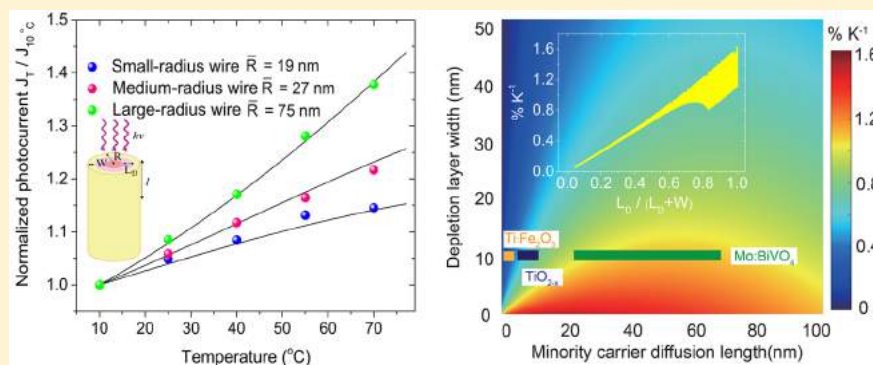 Normalized photocurrent J_T / J_10°C
1.5
1.4
1.3
1.2
1.1
1.0
Small-radius wire R̅ = 19 nm
Medium-radius wire R̅ = 27 nm
Large-radius wire R̅ = 75 nm
hν
R
W
L_D
l
10
20
30
40
50
60
70
80
Temperature (°C)
Depletion layer width (nm)
50
40
30
20
10
0
% K⁻¹
1.6
1.2
0.8
0.4
0.0
0.0
0.2
0.4
0.6
0.8
1.0
L_D / (L_D+W)
Ti:Fe₂O₃
TiO₂₋ₓ
Mo:BiVO₄
0
20
40
60
80
100
Minority carrier diffusion length(nm)
% K⁻¹
1.6
1.2
0.8
0.4
0